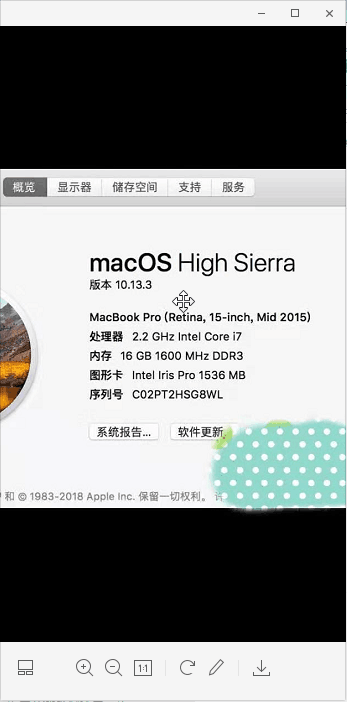 概览 显示器 储存空间 支持 服务
macOS High Sierra
版本 10.13.3
MacBook Pro (Retina, 15-inch, Mid 2015)
处理器 2.2 GHz Intel Core i7
内存 16 GB 1600 MHz DDR3
图形卡 Intel Iris Pro 1536 MB
序列号 C02PT2HSG8WL
系统报告... 软件更新
和 © 1983-2018 Apple Inc. 保留一切权利。
1:1